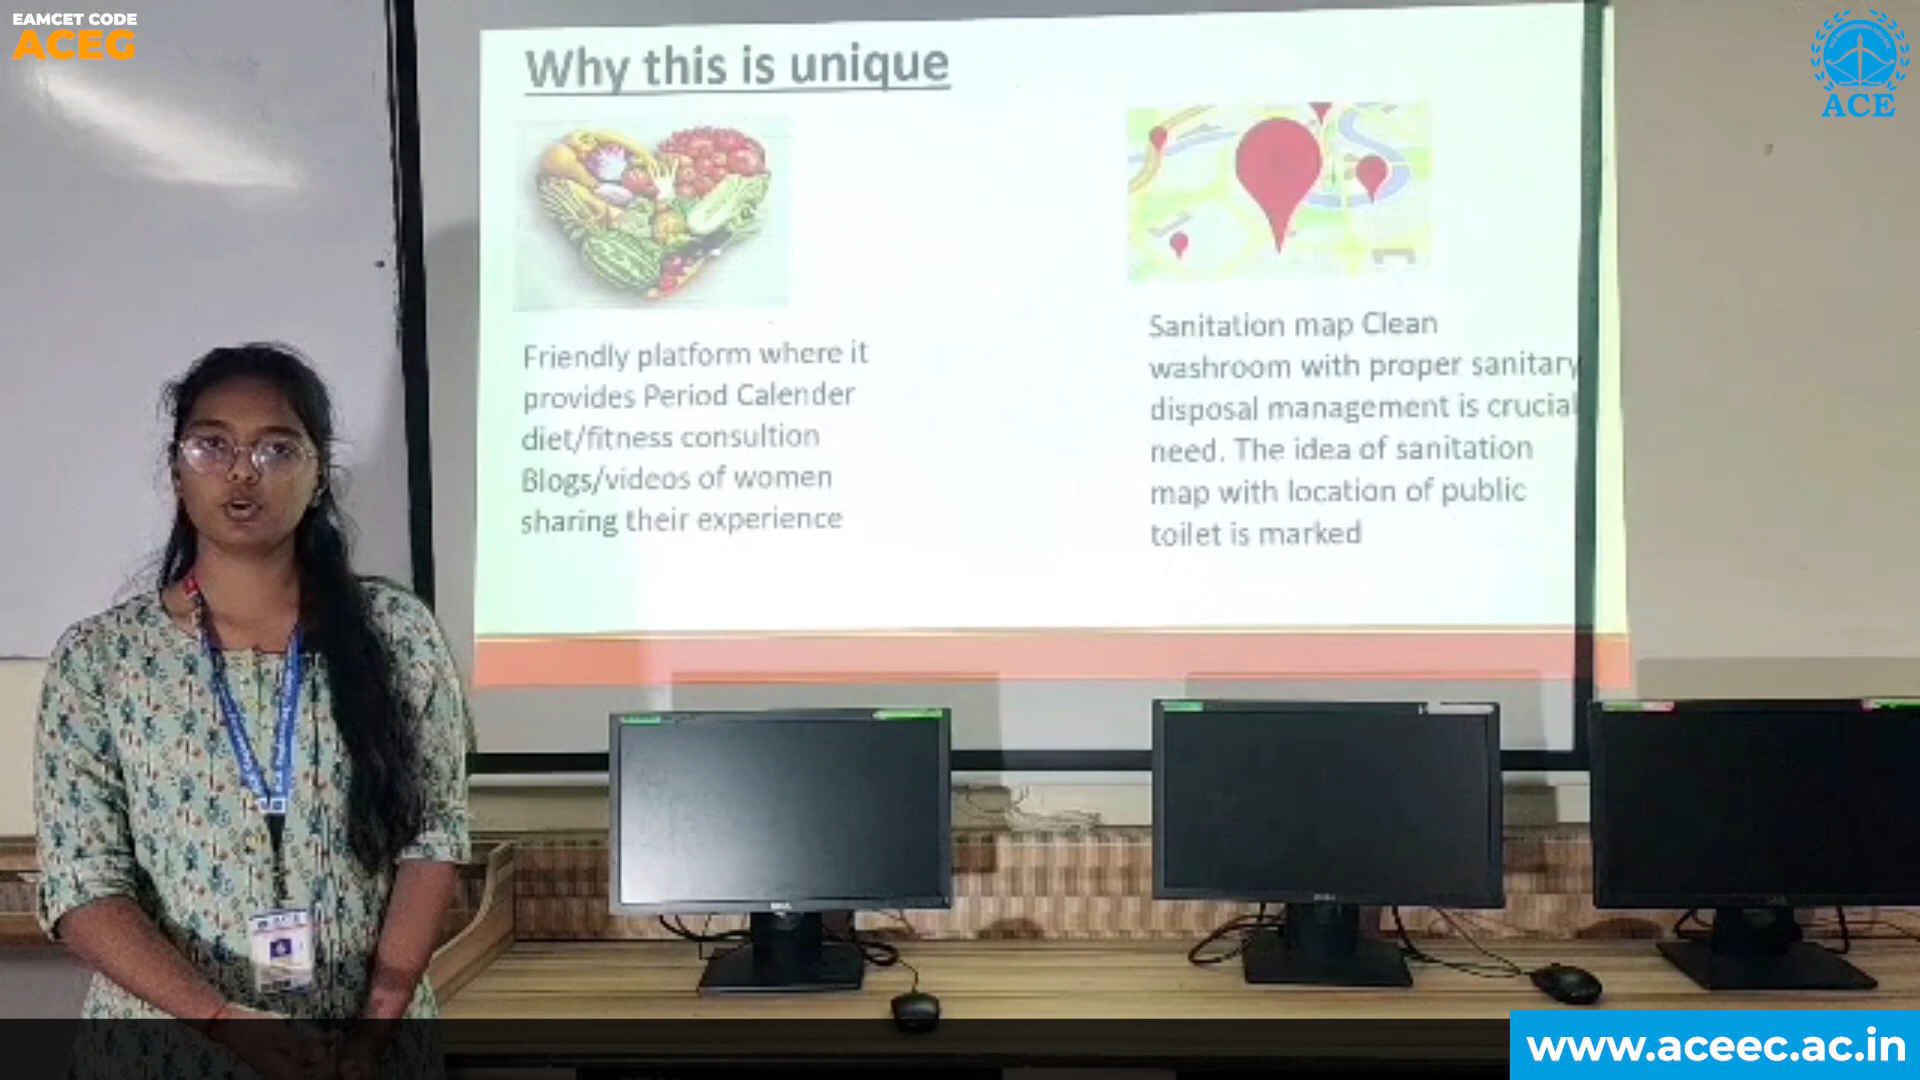 EAMCET CODE
ACEG
ACE
Why this is unique
Friendly platform where it
provides Period Calender
diet/fitness consultion
Blogs/videos of women
sharing their experience
Sanitation map Clean
washroom with proper sanitary
disposal management is crucial
need. The idea of sanitation
map with location of public
toilet is marked
www.aceec.ac.in